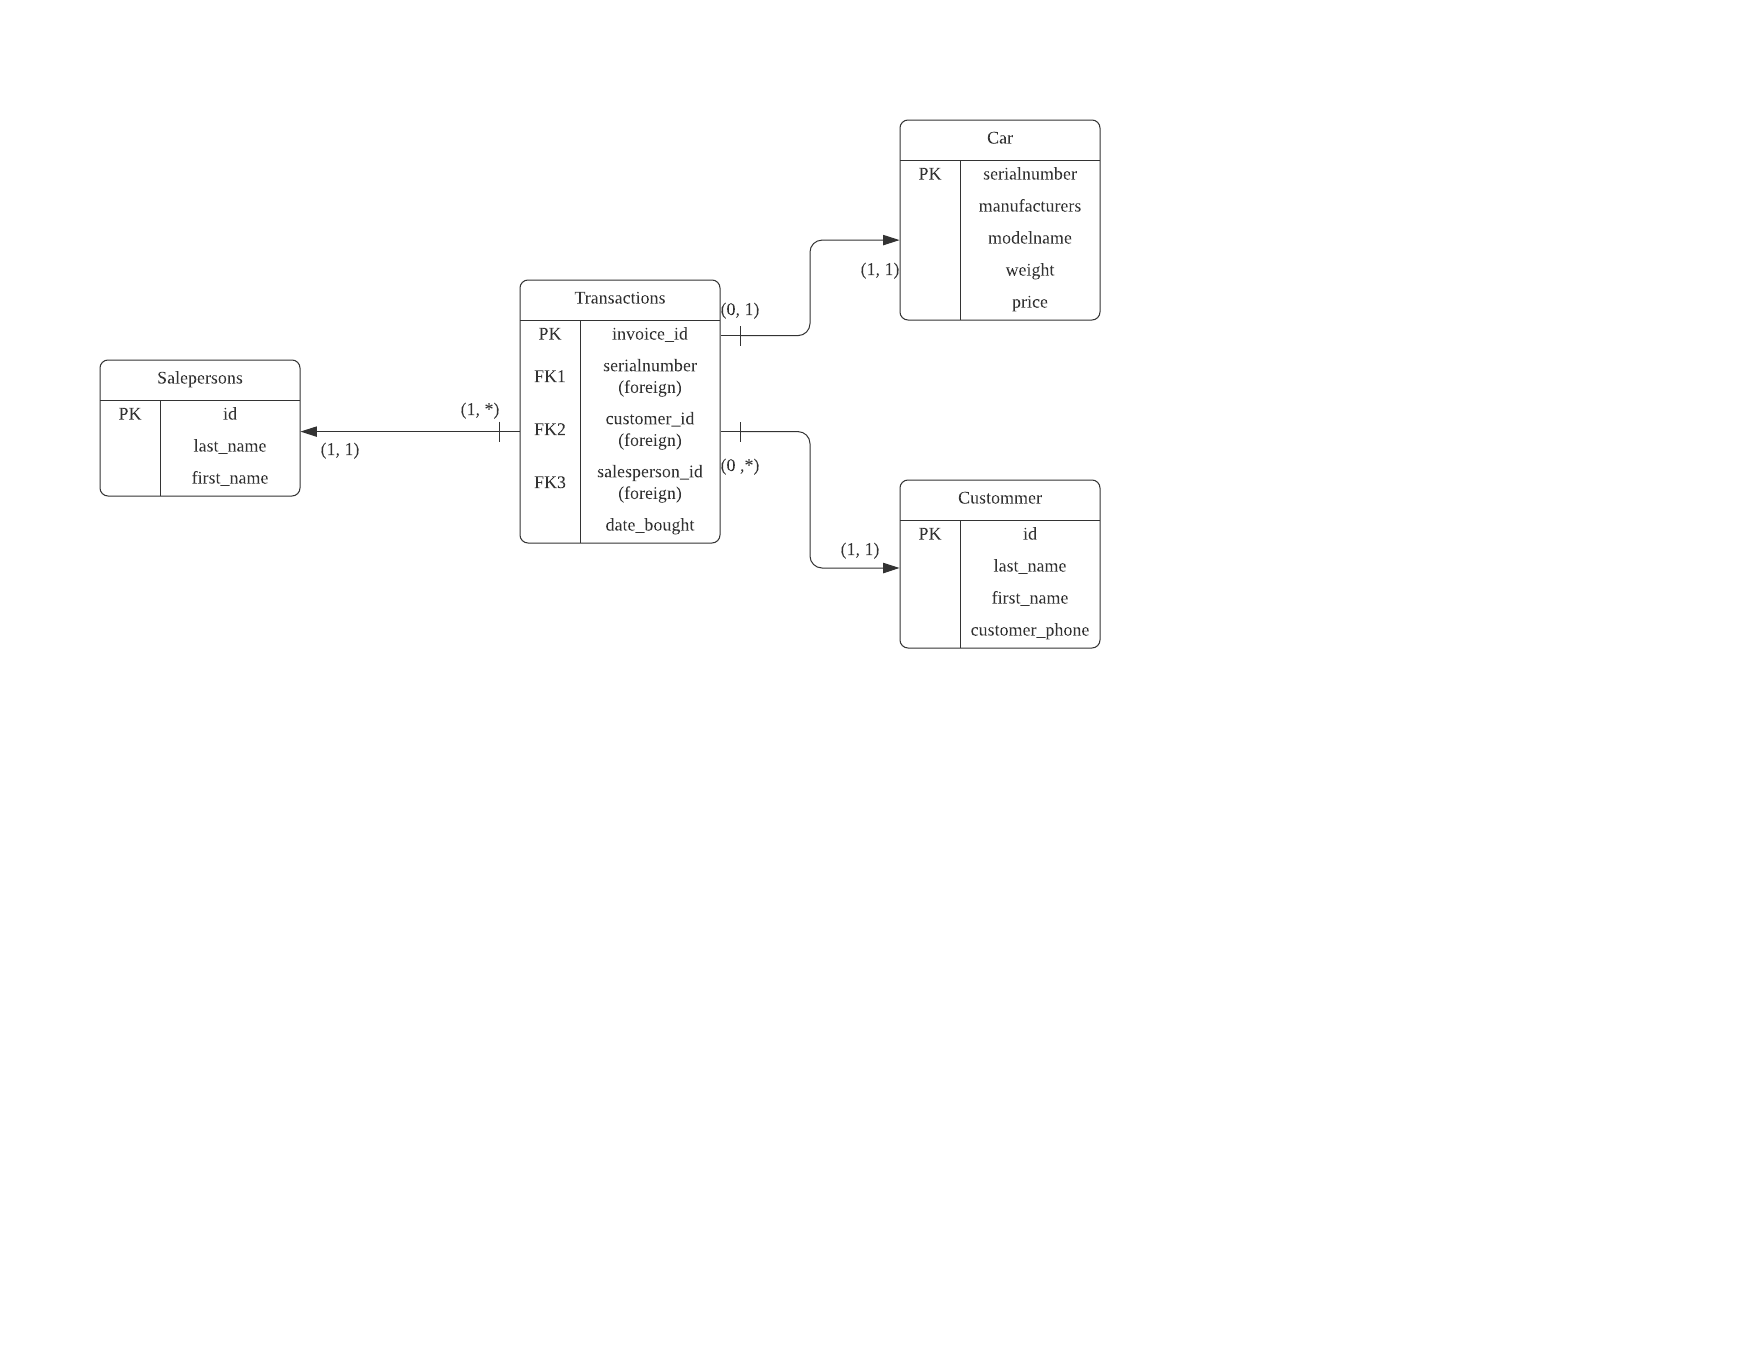 Car
PK serialnumber
manufacturers
modelname
(1, 1) weight
price
Transactions
(0, 1)
PK invoice_id
FK1 serialnumber
(foreign)
FK2 customer_id
(foreign)
FK3 salesperson_id
(foreign)
date_bought
Salepersons
PK id
last_name
first_name
(1, *)
(1, 1)
(0 ,*)
(1, 1)
Custommer
PK id
last_name
first_name
customer_phone